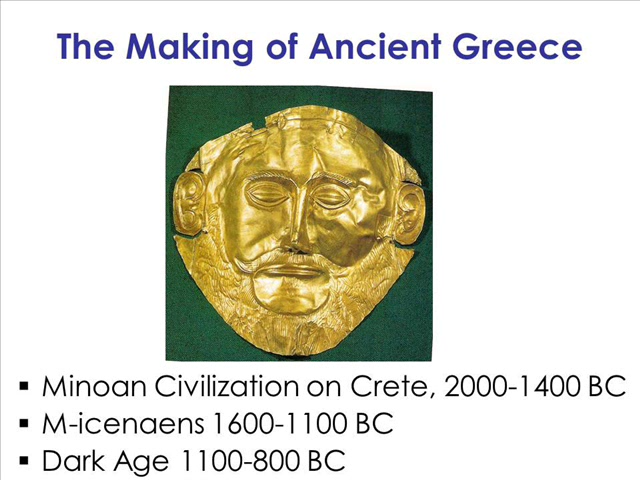 The Making of Ancient Greece
▪ Minoan Civilization on Crete, 2000-1400 BC
▪ M-icenaens 1600-1100 BC
▪ Dark Age 1100-800 BC